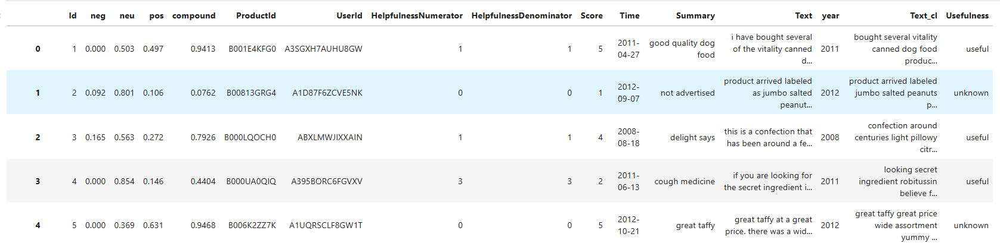 Id neg neu pos compound ProductId UserId HelpfulnessNumerator HelpfulnessDenominator Score Time Summary Text year Text_cl Usefulness
0 1 0.000 0.503 0.497 0.9413 B001E4KFG0 A3SGXH7AUHU8GW 1 1 5 2011-04-27 good quality dog food i have bought several of the vitality canned d... 2011 bought several vitality canned dog food produc... useful
1 2 0.092 0.801 0.106 0.0762 B00813GRG4 A1D87F6ZCVE5NK 0 0 1 2012-09-07 not advertised product arrived labeled as jumbo salted peanut... 2012 product arrived labeled jumbo salted peanuts p... unknown
2 3 0.165 0.563 0.272 0.7926 B000LQOCH0 ABXLMWJIXXAIN 1 1 4 2008-08-18 delight says this is a confection that has been around a fe... 2008 confection around centuries light pillowy citr... useful
3 4 0.000 0.854 0.146 0.4404 B000UA0QIQ A395BORC6FGVXV 3 3 2 2011-06-13 cough medicine if you are looking for the secret ingredient i... 2011 looking secret ingredient robitussin believe f... useful
4 5 0.000 0.369 0.631 0.9468 B006K2ZZ7K A1UQRSCLF8GW1T 0 0 5 2012-10-21 great taffy great taffy at a great price. there was a wid... 2012 great taffy great price wide assortment yummy ... unknown